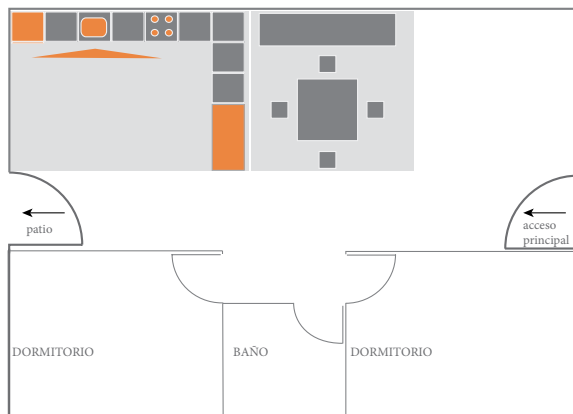 patio
acceso
principal
DORMITORIO
BAÑO
DORMITORIO